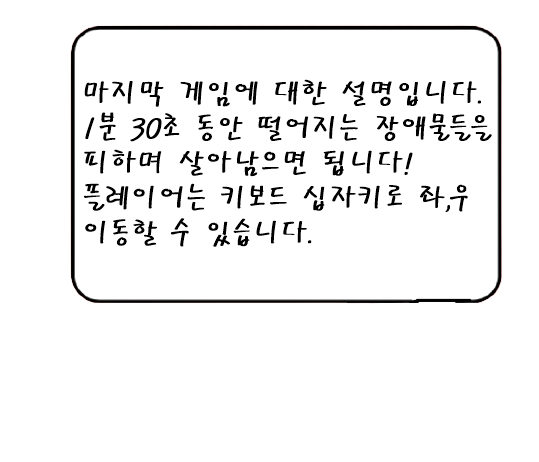 마지막 게임에 대한 설명입니다.
1분 30초 동안 떨어지는 장애물들을
피하며 살아남으면 됩니다!
플레이어는 키보드 십자키로 좌,우
이동할 수 있습니다.